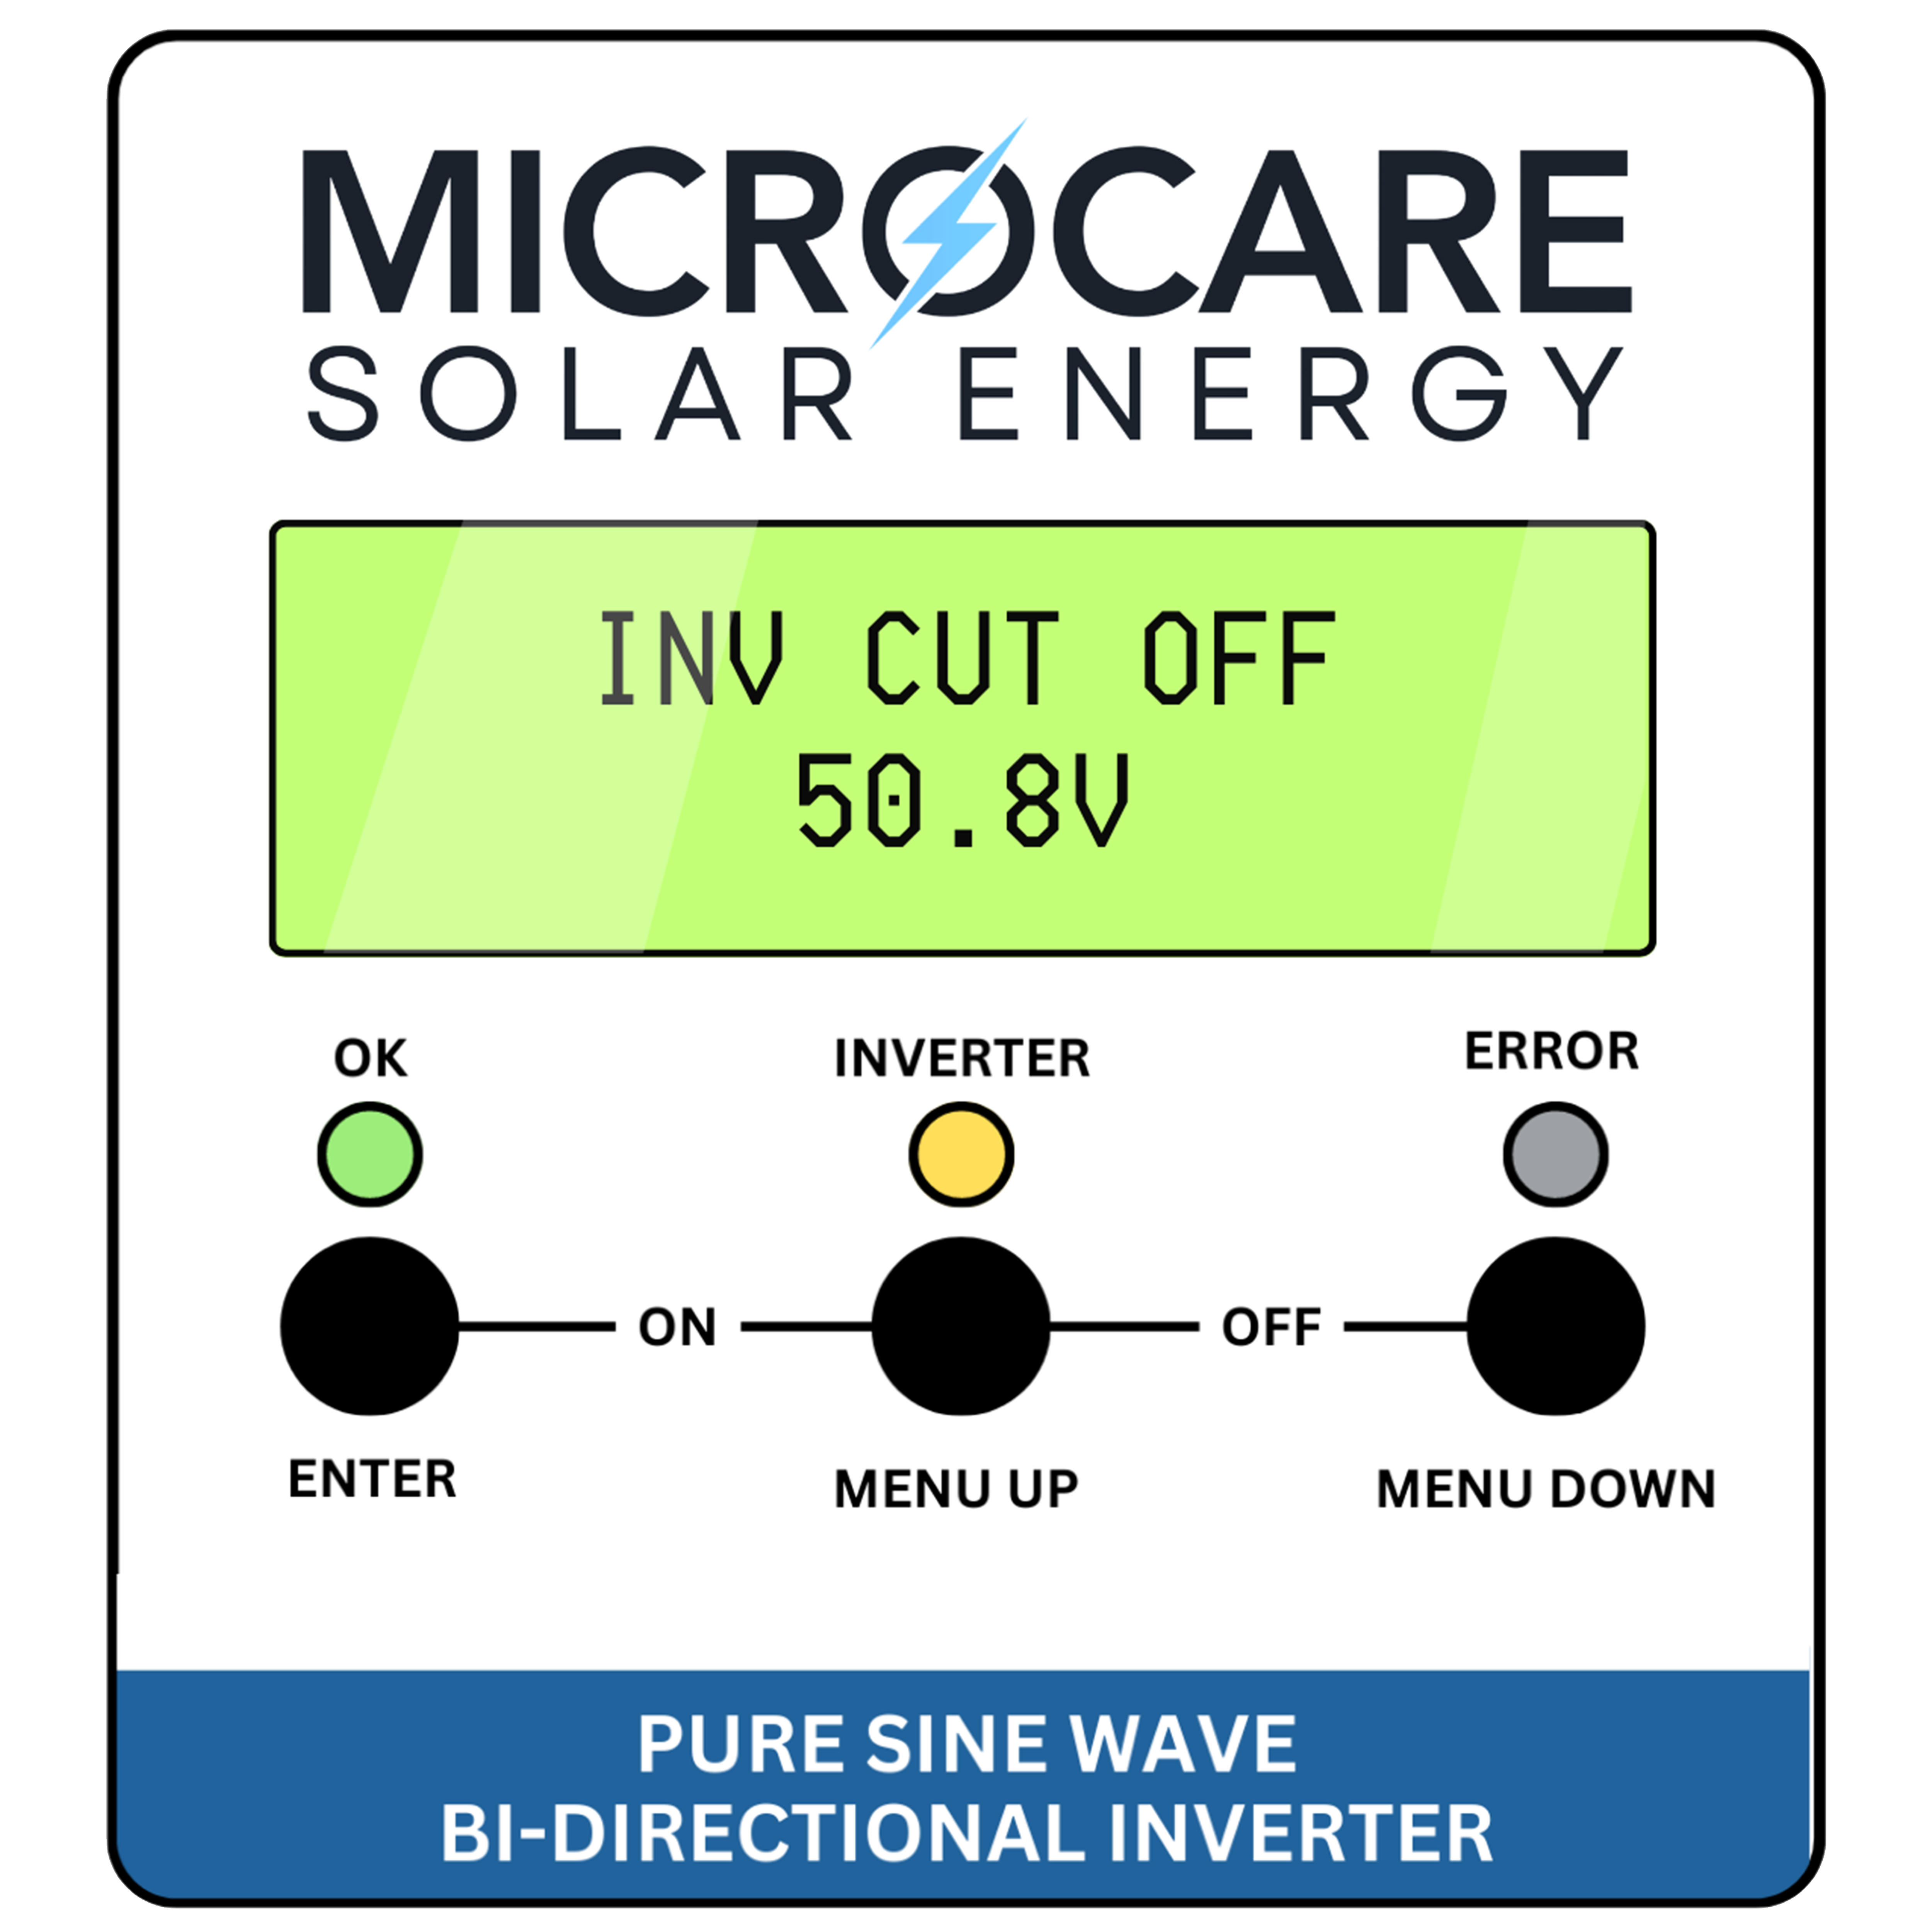 MICROCARE
SOLAR ENERGY
INV CUT OFF
50.8V
OK INVERTER ERROR
ON OFF
ENTER MENU UP MENU DOWN
PURE SINE WAVE
BI-DIRECTIONAL INVERTER